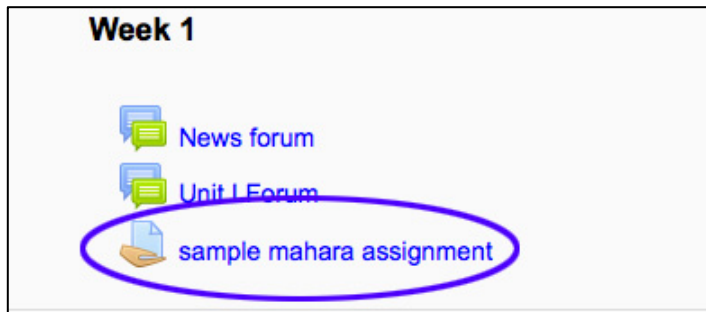 Week 1
News forum
Unit I Forum
sample mahara assignment